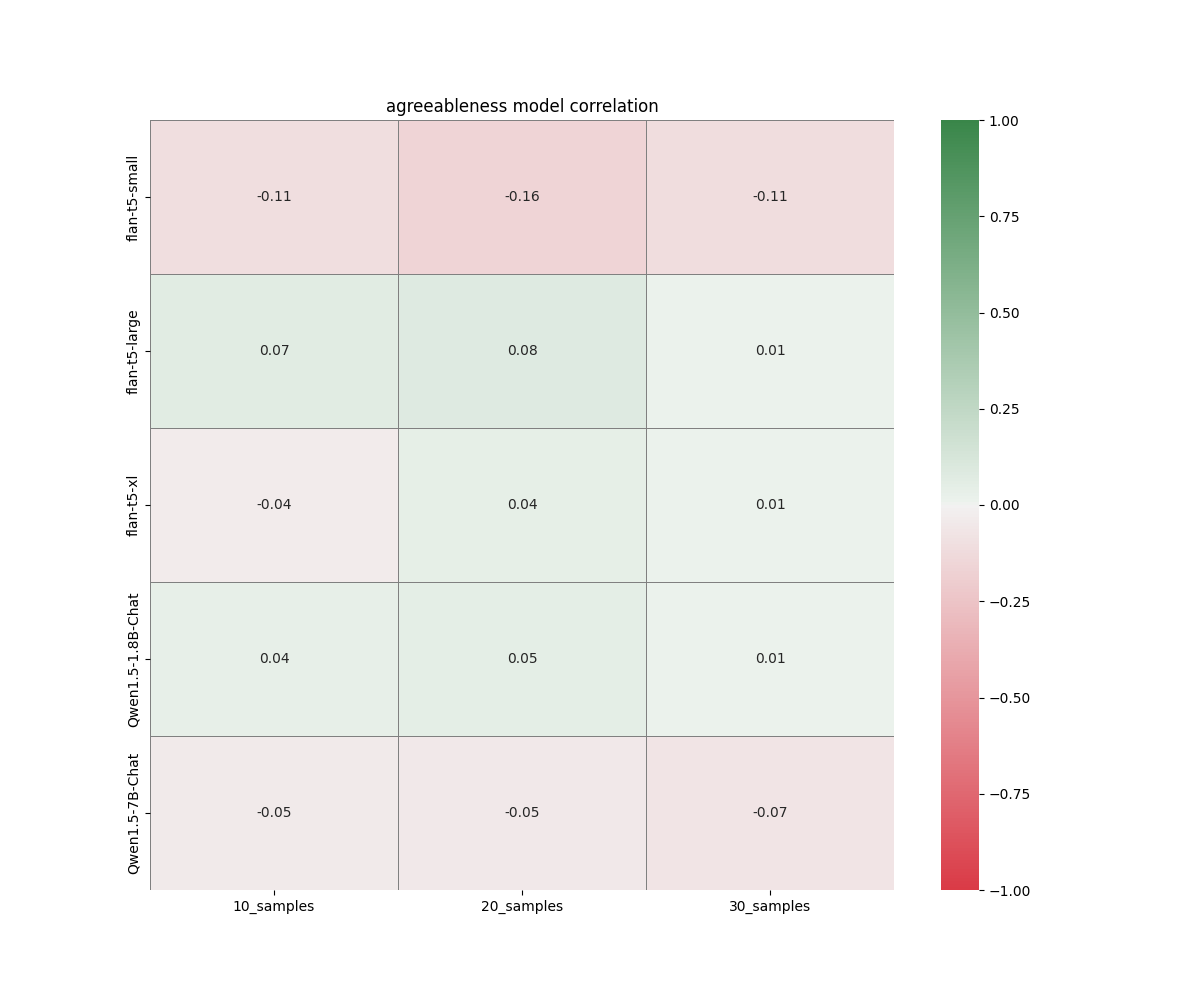 agreeableness model correlation
flan-t5-small
-0.11
-0.16
-0.11
flan-t5-large
0.07
0.08
0.01
flan-t5-xl
-0.04
0.04
0.01
Qwen1.5-1.8B-Chat
0.04
0.05
0.01
Qwen1.5-7B-Chat
-0.05
-0.05
-0.07
10_samples
20_samples
30_samples
1.00
0.75
0.50
0.25
0.00
−0.25
−0.50
−0.75
−1.00